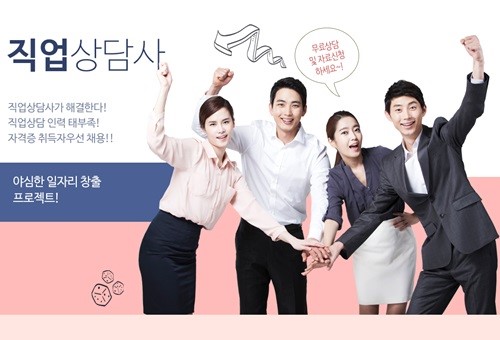 직업상담사
직업상담사가 해결한다!
직업상담 인력 태부족!
자격증 취득자우선 채용!!
야심한 일자리 창출
프로젝트!
무료상담
및 자료신청
하세요~!